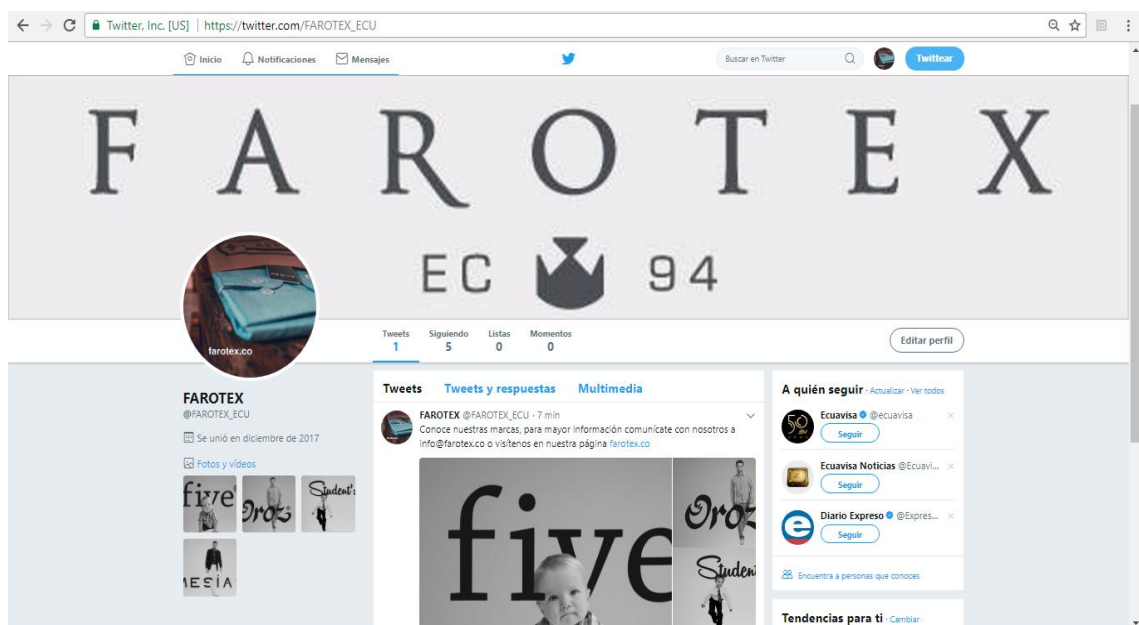 Twitter, Inc. [US] | https://twitter.com/FAROTEX_ECU
Inicio Notificaciones Mensajes Buscar en Twitter Twittear
FAROTEX
EC 94
farotex.co
Tweets Siguiendo Listas Momentos
1 5 0 0
Editar perfil
FAROTEX
@FAROTEX_ECU
Se unió en diciembre de 2017
Fotos y vídeos
five
Oroz
Student's
MESIA
Tweets Tweets y respuestas Multimedia
FAROTEX @FAROTEX_ECU · 7 min
Conoce nuestras marcas, para mayor información comunícate con nosotros a
info@farotex.co o visítenos en nuestra página farotex.co
five
Oroz
Studen
A quién seguir · Actualizar · Ver todos
Ecuavisa @ecuavisa
Seguir
Ecuavisa Noticias @Ecuavi...
Seguir
Diario Expreso @Expres...
Seguir
Encuentra a personas que conoces
Tendencias para ti · Cambiar